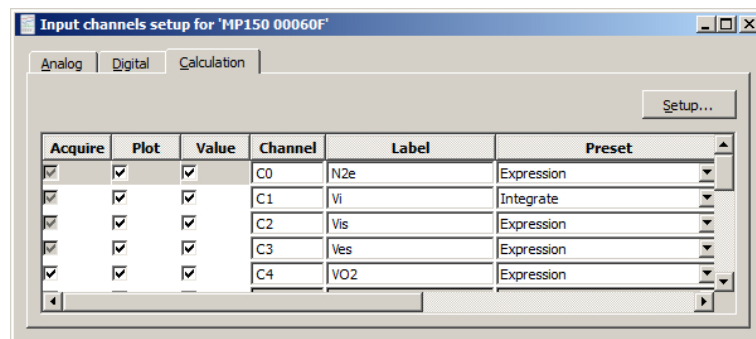 Input channels setup for 'MP150 00060F'
Analog Digital Calculation
Setup...
Acquire Plot Value Channel Label Preset
C0 N2e Expression
C1 Vi Integrate
C2 Vis Expression
C3 Ves Expression
C4 VO2 Expression